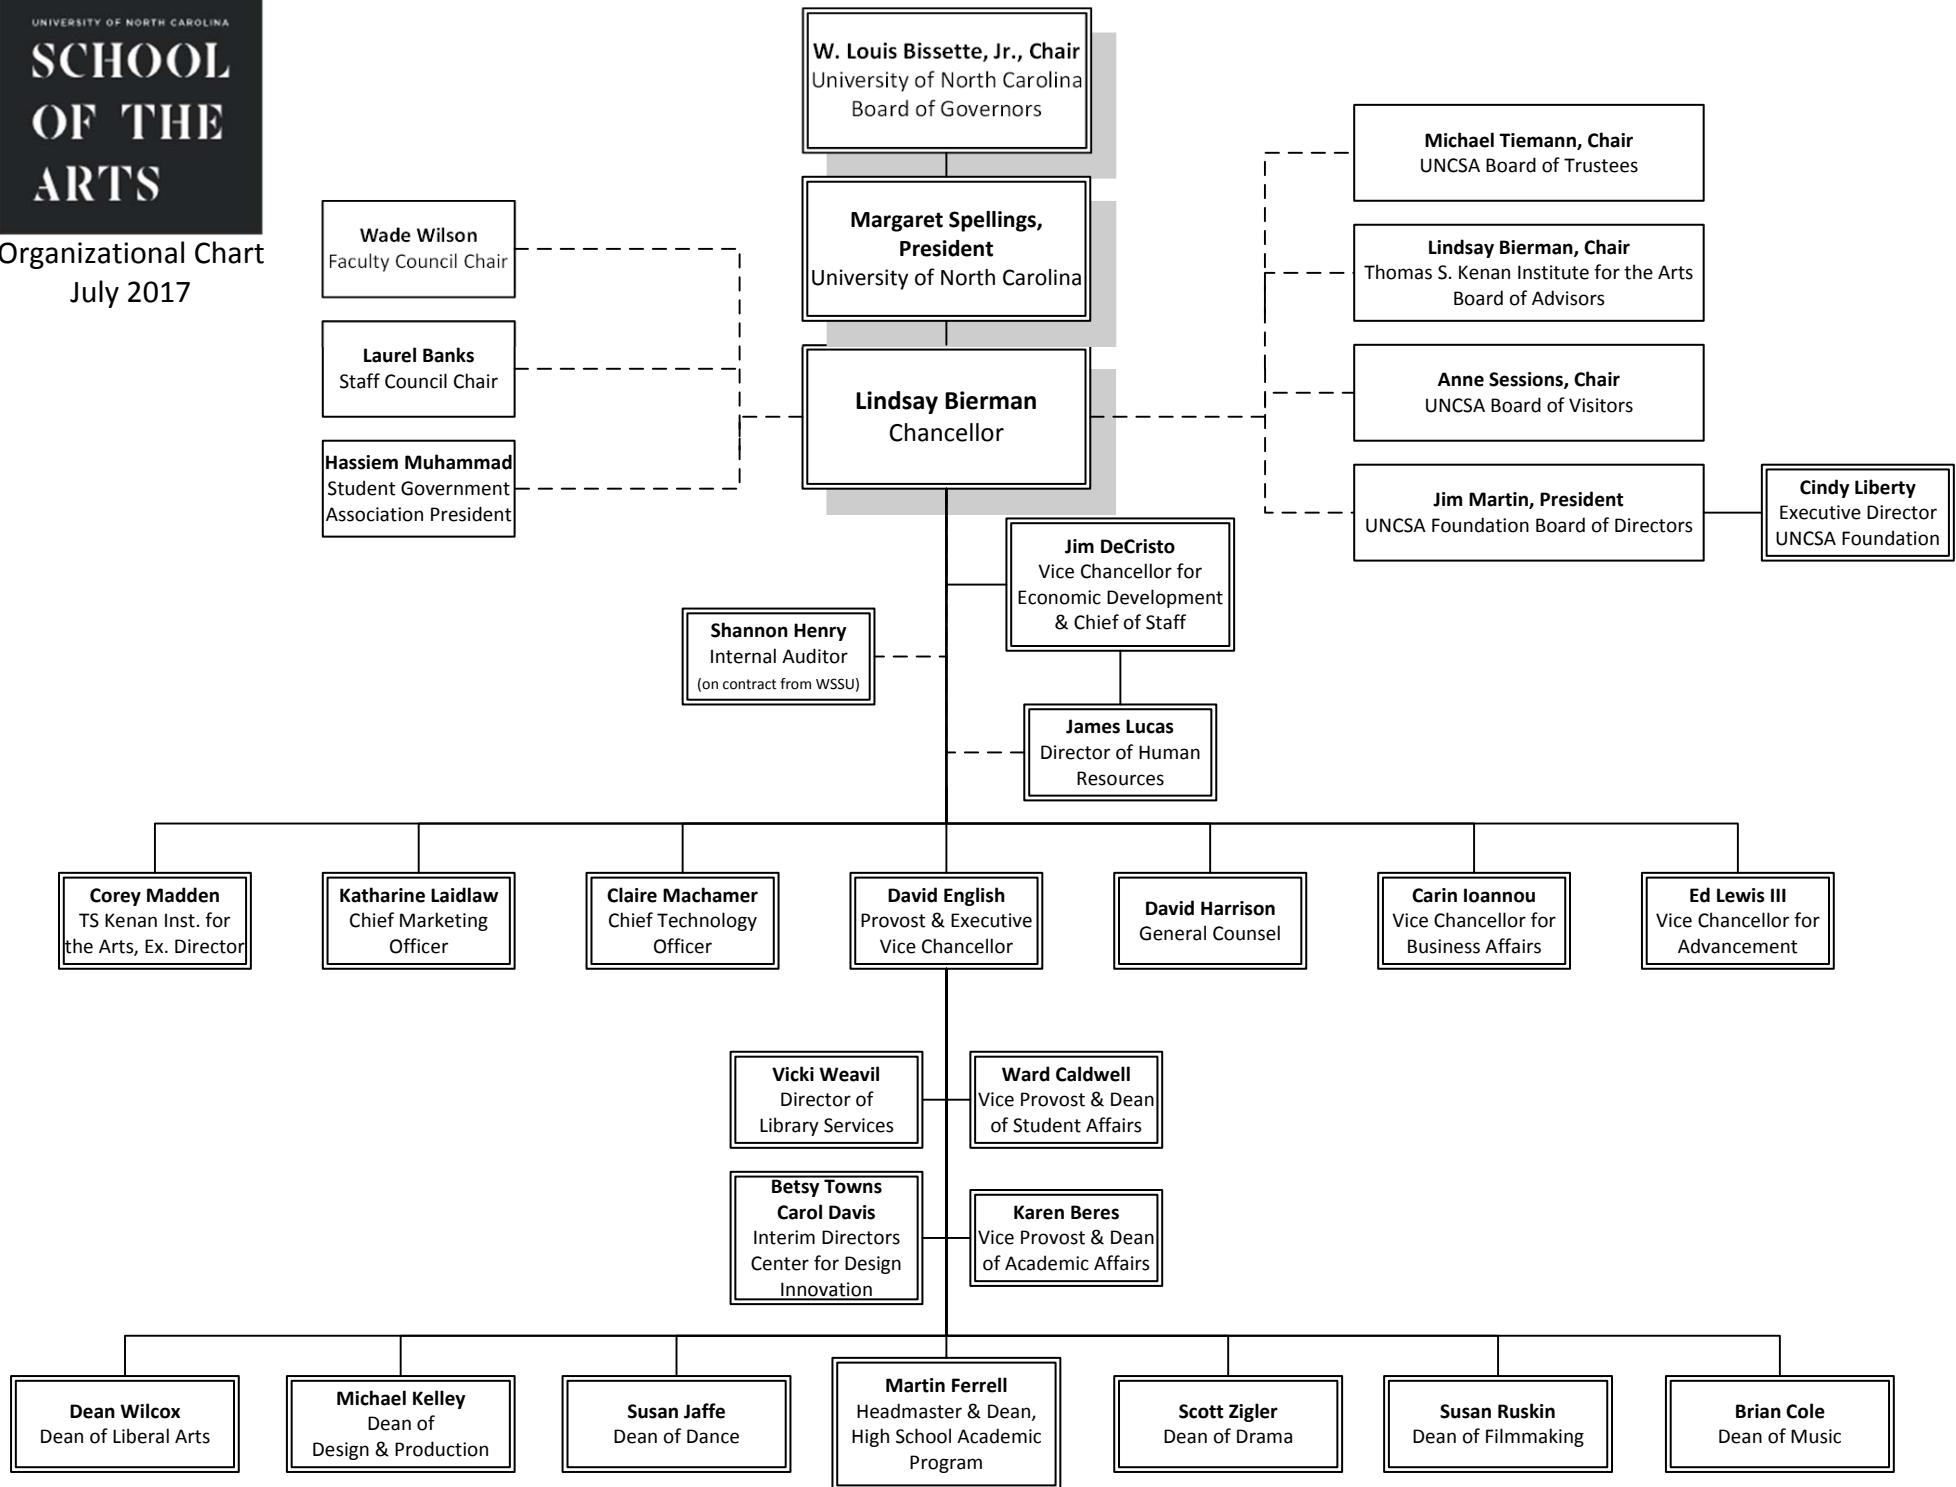 UNIVERSITY OF NORTH CAROLINA
SCHOOL
OF THE
ARTS
Organizational Chart
July 2017
W. Louis Bissette, Jr., Chair
University of North Carolina
Board of Governors
Margaret Spellings,
President
University of North Carolina
Lindsay Bierman
Chancellor
Wade Wilson
Faculty Council Chair
Laurel Banks
Staff Council Chair
Hassiem Muhammad
Student Government
Association President
Michael Tiemann, Chair
UNCSA Board of Trustees
Lindsay Bierman, Chair
Thomas S. Kenan Institute for the Arts
Board of Advisors
Anne Sessions, Chair
UNCSA Board of Visitors
Jim Martin, President
UNCSA Foundation Board of Directors
Cindy Liberty
Executive Director
UNCSA Foundation
Jim DeCristo
Vice Chancellor for
Economic Development
& Chief of Staff
Shannon Henry
Internal Auditor
(on contract from WSSU)
James Lucas
Director of Human
Resources
Corey Madden
TS Kenan Inst. for
the Arts, Ex. Director
Katharine Laidlaw
Chief Marketing
Officer
Claire Machamer
Chief Technology
Officer
David English
Provost & Executive
Vice Chancellor
David Harrison
General Counsel
Carin Ioannou
Vice Chancellor for
Business Affairs
Ed Lewis III
Vice Chancellor for
Advancement
Vicki Weavil
Director of
Library Services
Ward Caldwell
Vice Provost & Dean
of Student Affairs
Betsy Towns
Carol Davis
Interim Directors
Center for Design
Innovation
Karen Beres
Vice Provost & Dean
of Academic Affairs
Dean Wilcox
Dean of Liberal Arts
Michael Kelley
Dean of
Design & Production
Susan Jaffe
Dean of Dance
Martin Ferrell
Headmaster & Dean,
High School Academic
Program
Scott Zigler
Dean of Drama
Susan Ruskin
Dean of Filmmaking
Brian Cole
Dean of Music